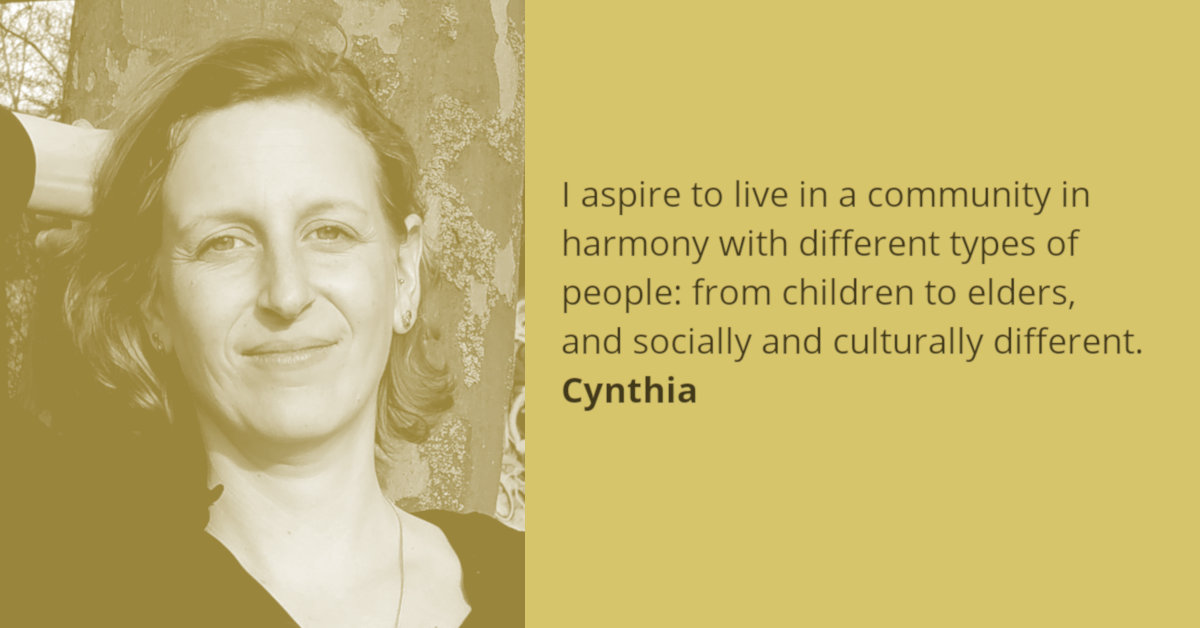 I aspire to live in a community in
harmony with different types of
people: from children to elders,
and socially and culturally different.
Cynthia